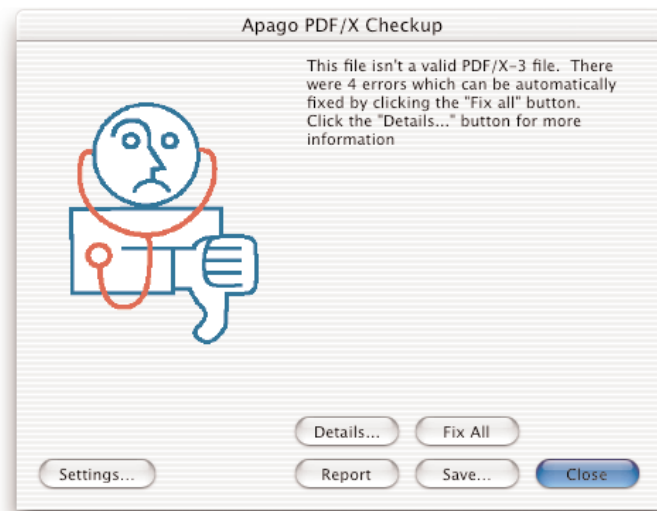 Apago PDF/X Checkup
This file isn't a valid PDF/X-3 file. There
were 4 errors which can be automatically
fixed by clicking the "Fix all" button.
Click the "Details..." button for more
information
Details...
Fix All
Settings...
Report
Save...
Close